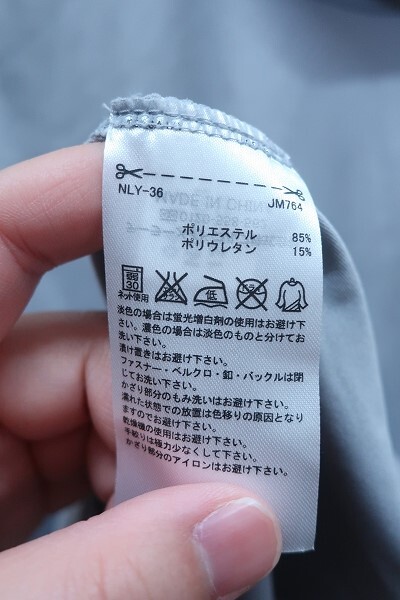 NLY-36 JM764
MADE IN CHIN
ポリエステル 85%
ポリウレタン 15%
弱
30
低
ネット使用
淡色の場合は蛍光増白剤の使用はお避け下
さい。濃色の場合は淡色のものと分けてお
洗い下さい。
漬け置きはお避け下さい。
ファスナー・ベルクロ・釦・バックルは閉
じてお洗い下さい。
かざり部分のもみ洗いはお避け下さい。
濡れた状態での放置は色移りの原因となり
ますのでお避け下さい。
乾燥機の使用はお避け下さい。
手絞りは極力少なくして下さい。
かざり部分のアイロンはお避け下さい。